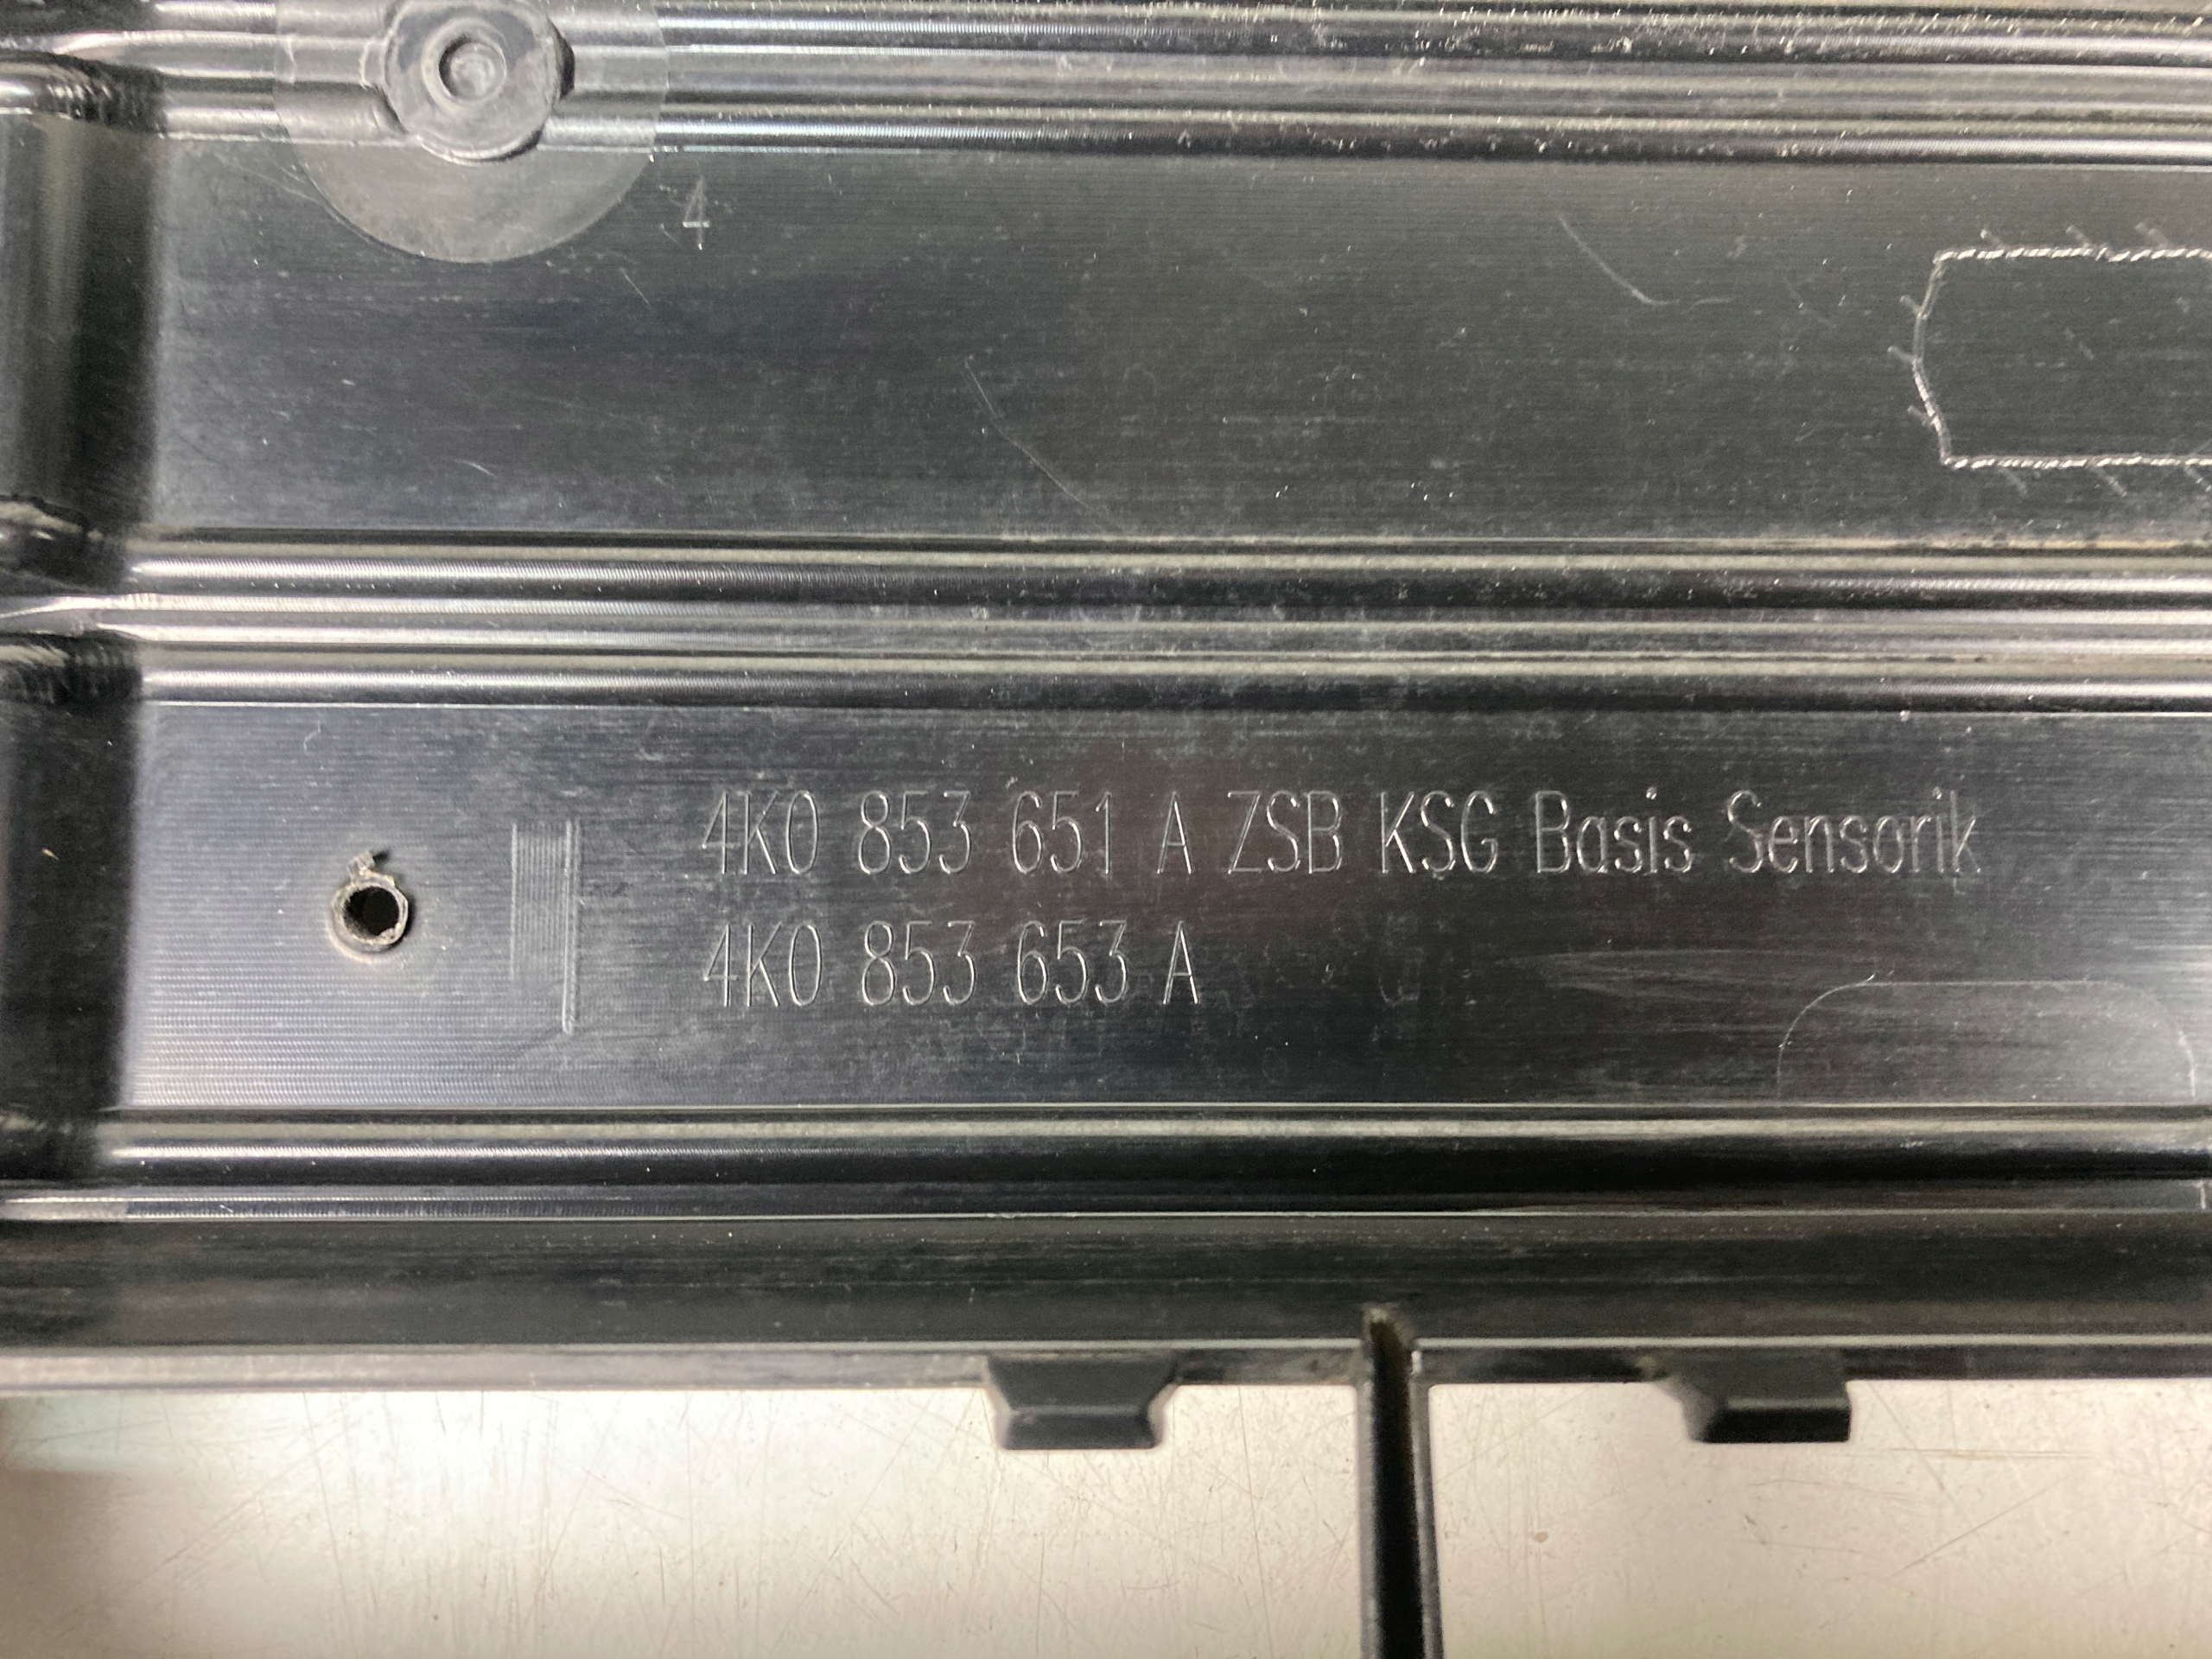 4
4K0 853 651 A ZSB KSG Basis Sensorik
4K0 853 653 A